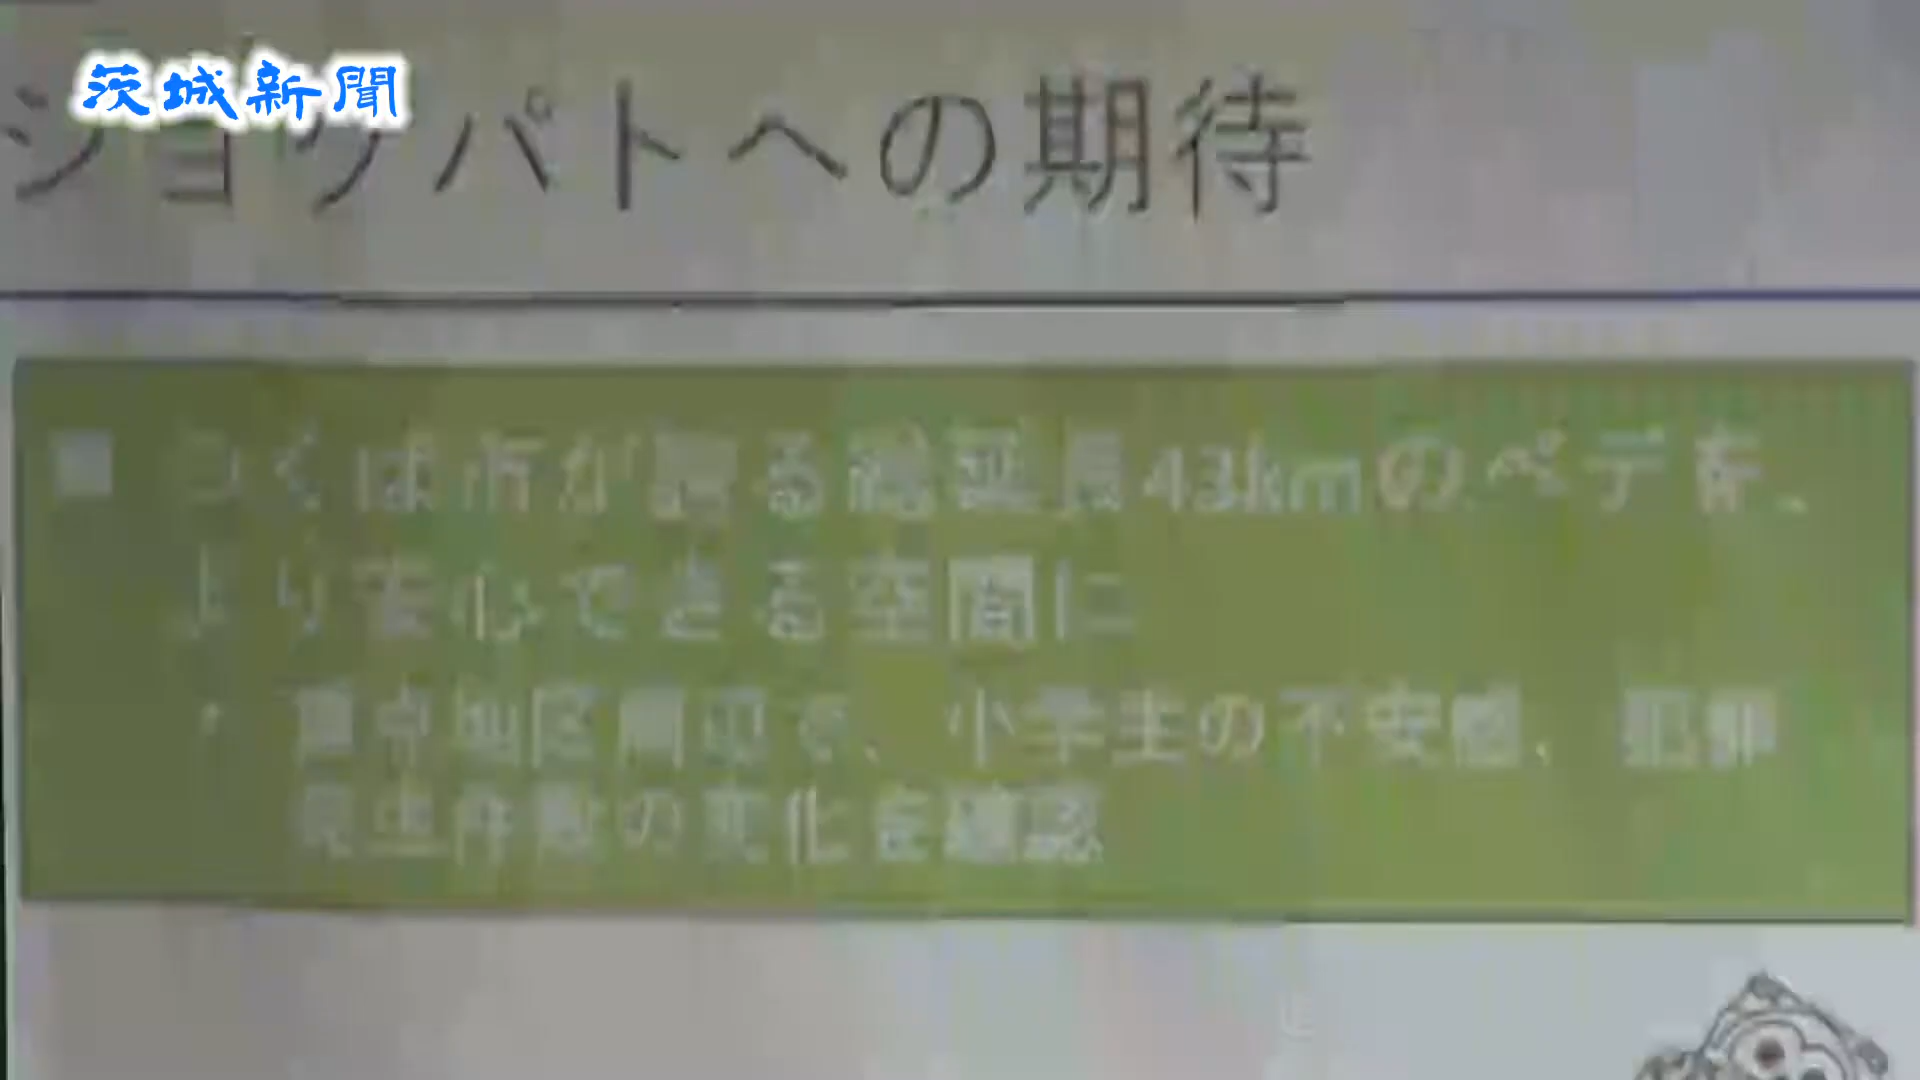 茨城新聞
ジョグパトへの期待
■ つくば市が誇る総延長43kmのペデを、
より安心できる空間に
・ 重点地区周辺で、小学生の不安感、犯罪
発生件数の変化を確認